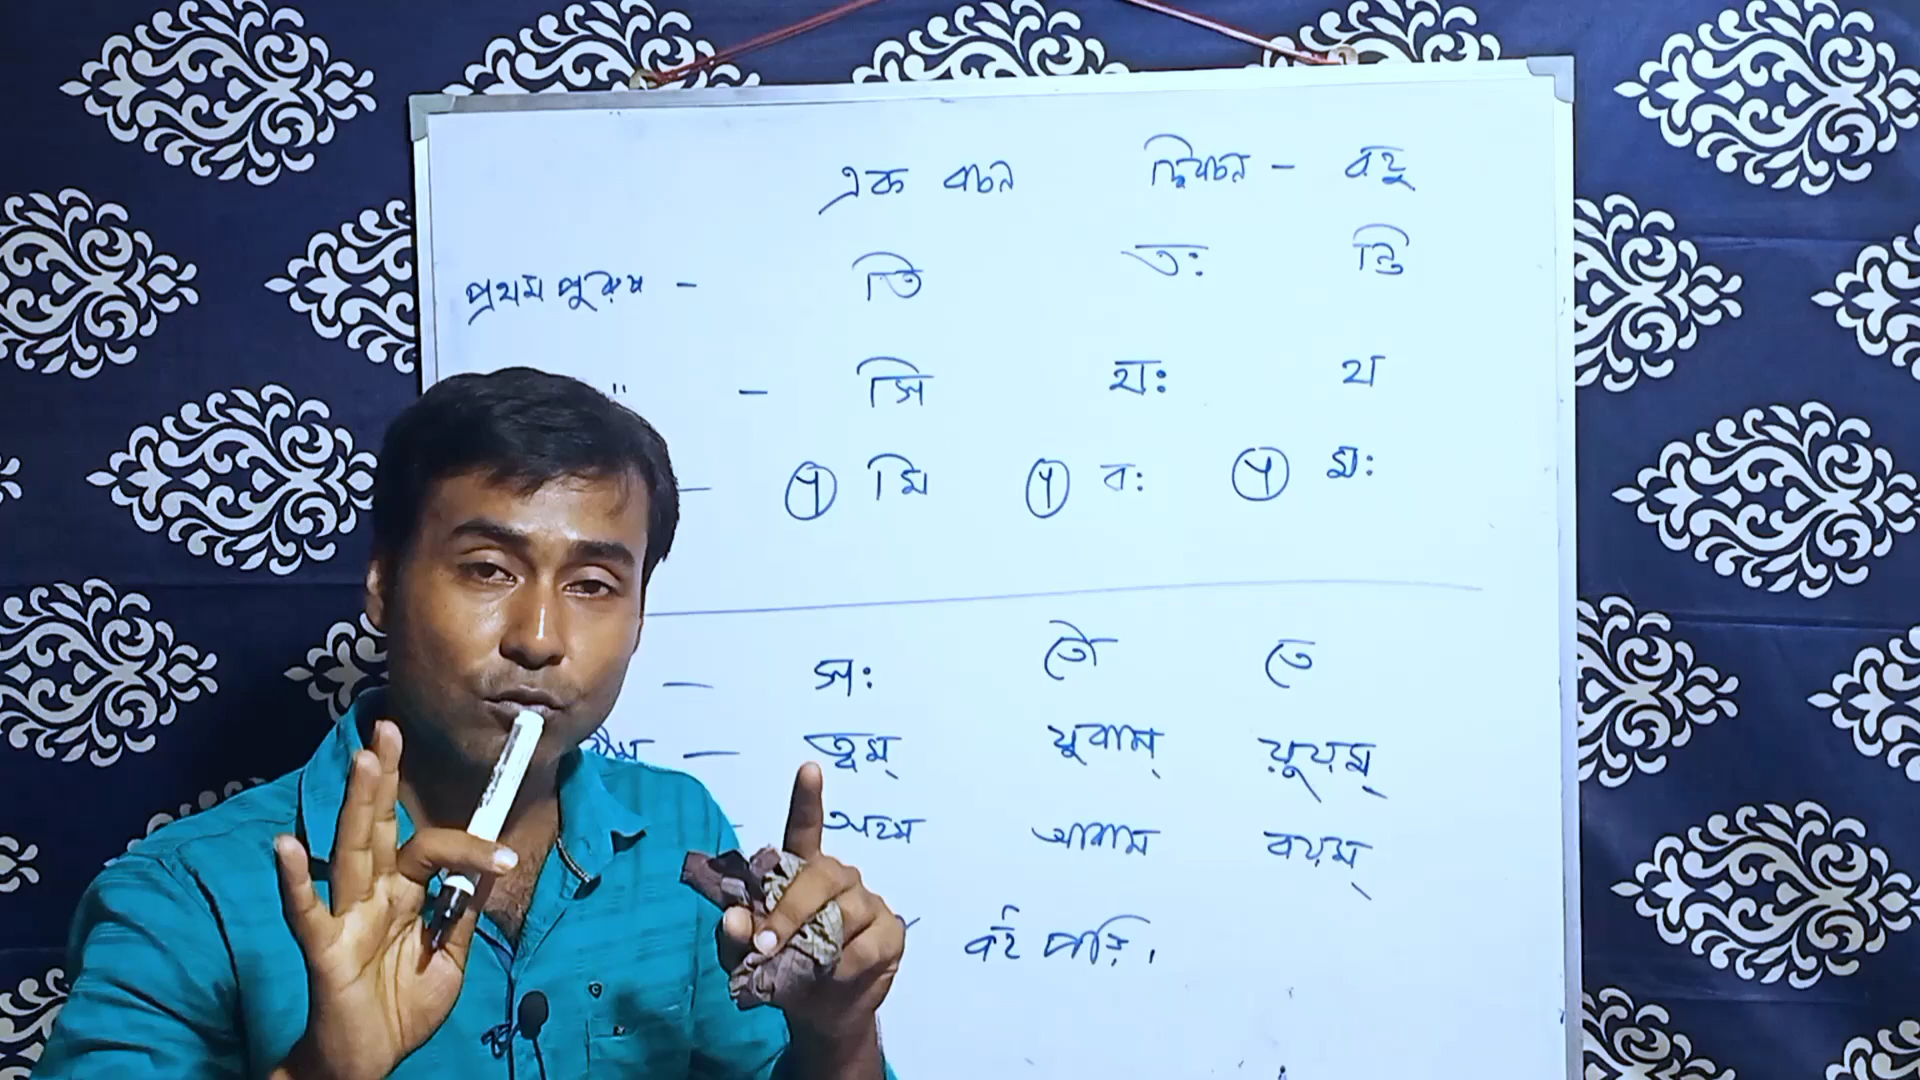 এক বচন দ্বিবচন - বহু
প্রথম পুরুষ - তি তঃ ন্তি
" - সি থঃ থ
- া মি া বঃ া মঃ
- সঃ তৌ তে
- ত্বম্ যুবাম্ যূয়ম্
অহম আবাম বয়ম্
বই পড়ি।